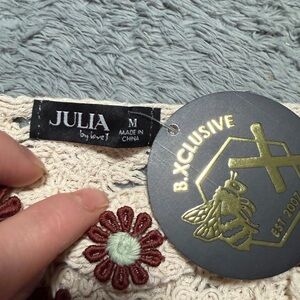 JULIA
by love J
M
MADE IN
CHINA
B.XCLUSIVE
EST 2007